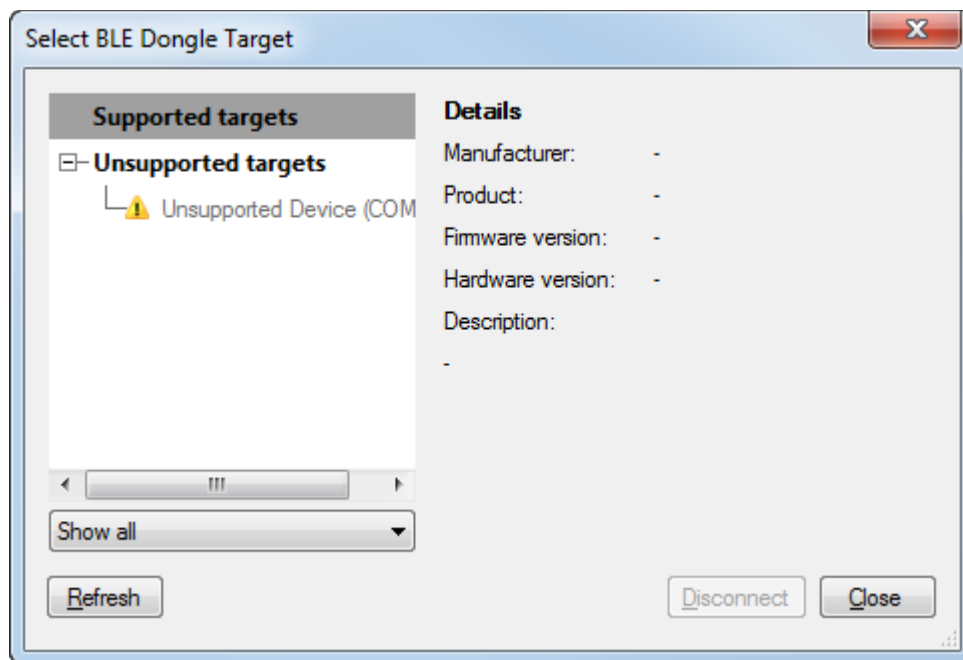 Select BLE Dongle Target
Supported targets
Unsupported targets
Unsupported Device (COM
Show all
Refresh
Details
Manufacturer: -
Product: -
Firmware version: -
Hardware version: -
Description:
-
Disconnect
Close